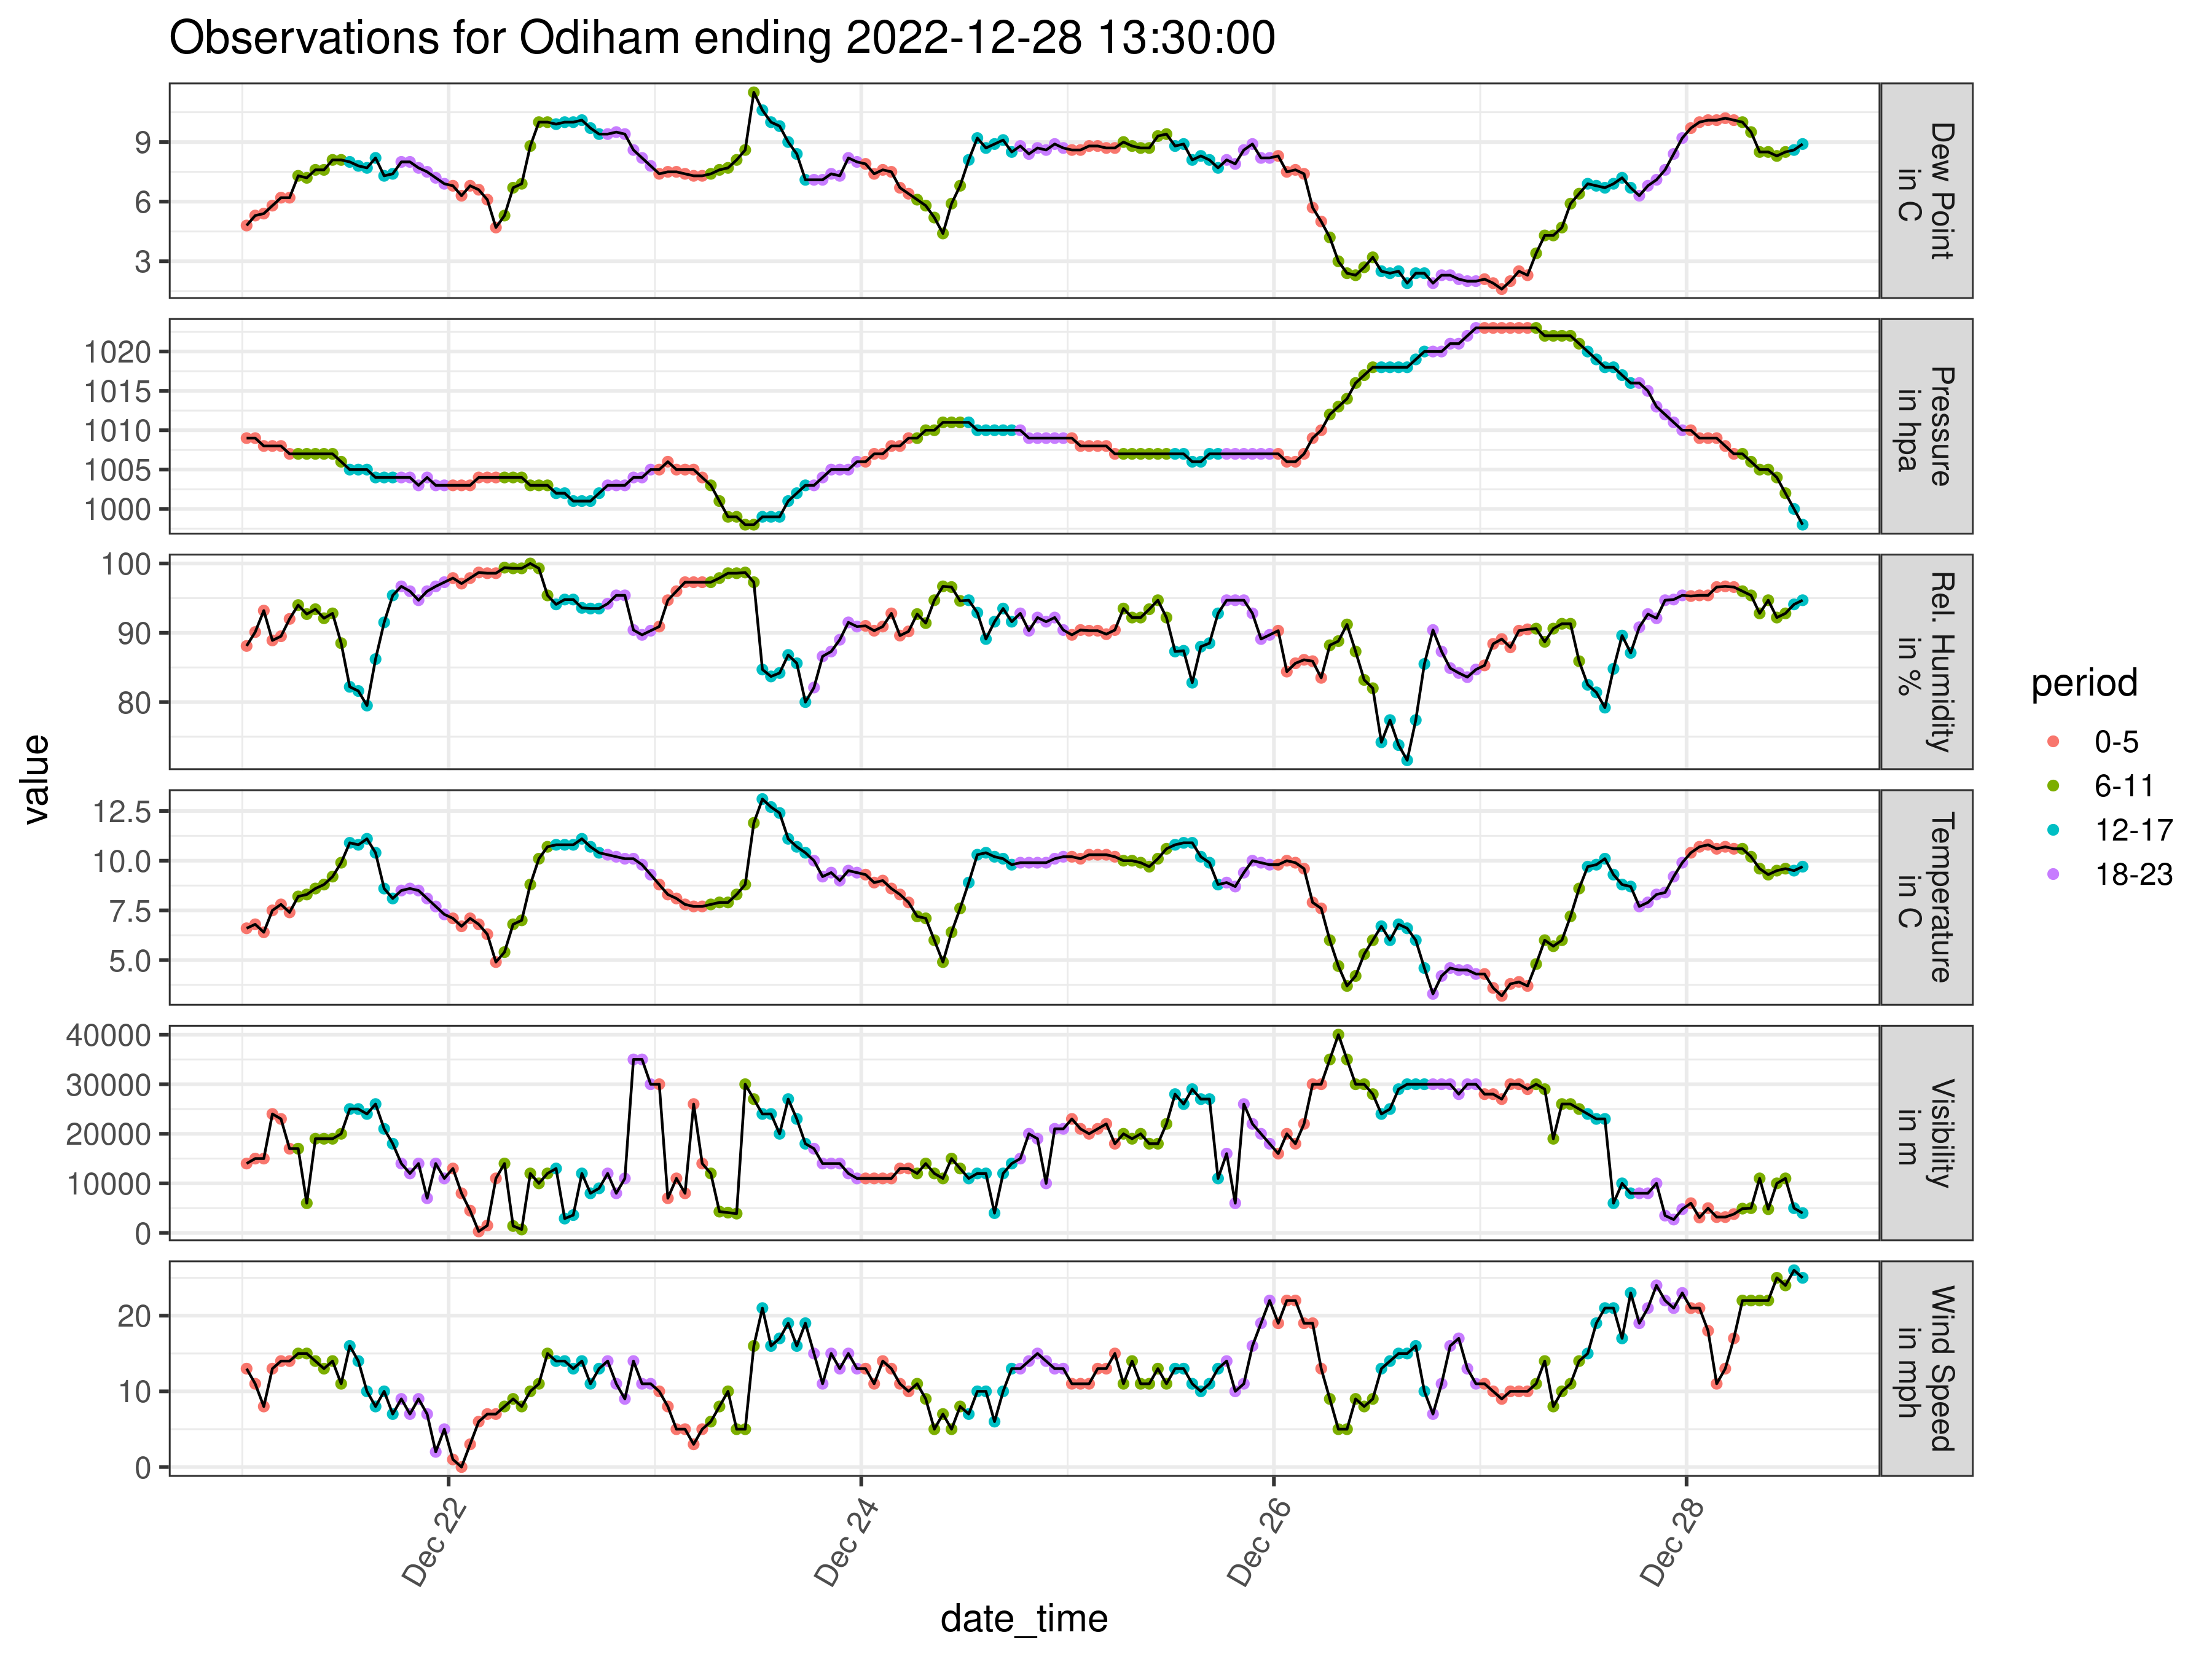 Observations for Odiham ending 2022-12-28 13:30:00
value
9
6
3
Dew Point
in C
1020
1015
1010
1005
1000
Pressure
in hpa
100
90
80
Rel. Humidity
in %
12.5
10.0
7.5
5.0
Temperature
in C
40000
30000
20000
10000
0
Visibility
in m
20
10
0
Wind Speed
in mph
Dec 22
Dec 24
Dec 26
Dec 28
date_time
period
0-5
6-11
12-17
18-23